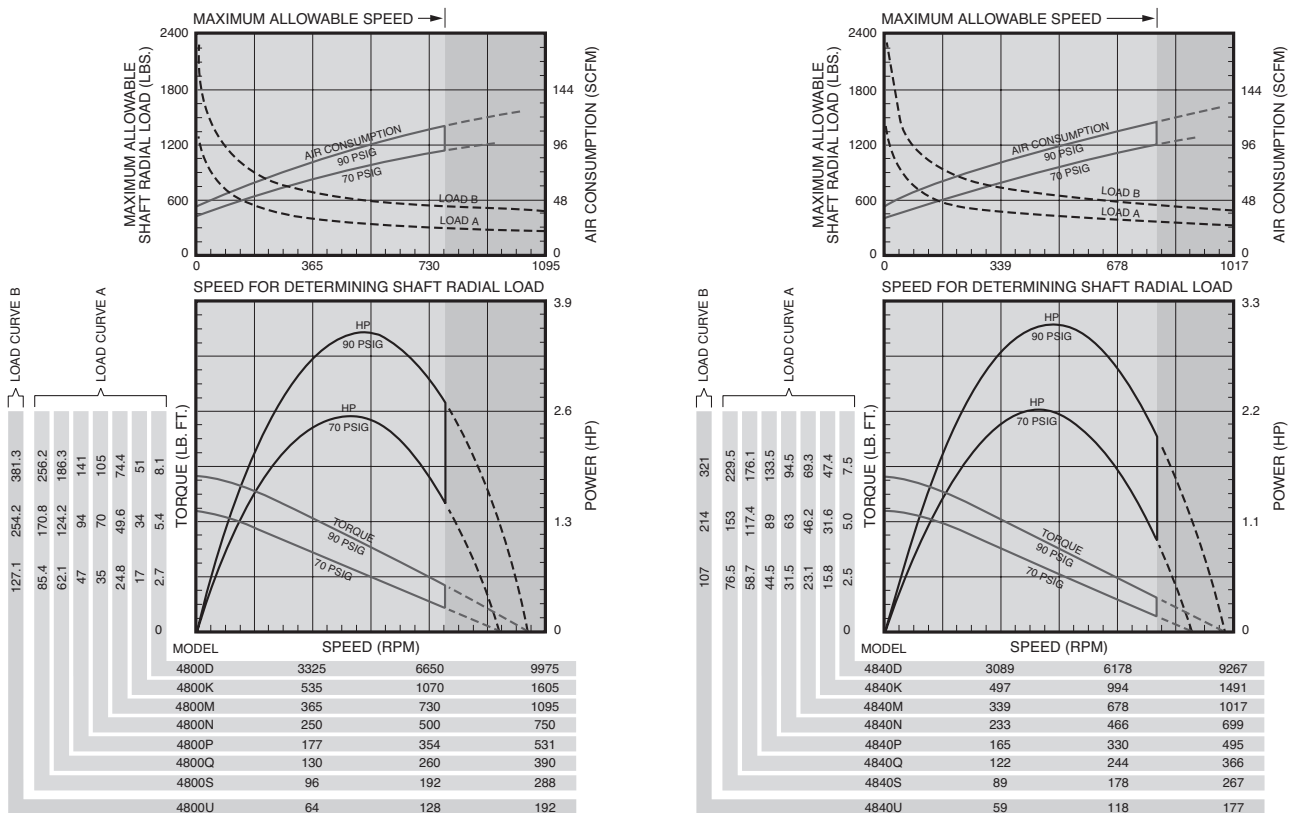 MAXIMUM ALLOWABLE SPEED
MAXIMUM ALLOWABLE
SHAFT RADIAL LOAD (LBS.)
2400
1800
1200
600
0
144
96
48
0
AIR CONSUMPTION (SCFM)
AIR CONSUMPTION
90 PSIG
70 PSIG
LOAD B
LOAD A
0 365 730 1095
SPEED FOR DETERMINING SHAFT RADIAL LOAD
LOAD CURVE B
LOAD CURVE A
3.9
2.6
1.3
0
POWER (HP)
HP
90 PSIG
HP
70 PSIG
TORQUE
90 PSIG
70 PSIG
TORQUE (LB. FT.)
381.3 256.2 186.3 141 105 74.4 51 8.1
254.2 170.8 124.2 94 70 49.6 34 5.4
127.1 85.4 62.1 47 35 24.8 17 2.7
0
MODEL SPEED (RPM)
4800D 3325 6650 9975
4800K 535 1070 1605
4800M 365 730 1095
4800N 250 500 750
4800P 177 354 531
4800Q 130 260 390
4800S 96 192 288
4800U 64 128 192
MAXIMUM ALLOWABLE SPEED
MAXIMUM ALLOWABLE
SHAFT RADIAL LOAD (LBS.)
2400
1800
1200
600
0
144
96
48
0
AIR CONSUMPTION (SCFM)
AIR CONSUMPTION
90 PSIG
70 PSIG
LOAD B
LOAD A
0 339 678 1017
SPEED FOR DETERMINING SHAFT RADIAL LOAD
LOAD CURVE B
LOAD CURVE A
3.3
2.2
1.1
0
POWER (HP)
HP
90 PSIG
HP
70 PSIG
TORQUE
90 PSIG
70 PSIG
TORQUE (LB. FT.)
321 229.5 176.1 133.5 94.5 69.3 47.4 7.5
214 153 117.4 89 63 46.2 31.6 5.0
107 76.5 58.7 44.5 31.5 23.1 15.8 2.5
0
MODEL SPEED (RPM)
4840D 3089 6178 9267
4840K 497 994 1491
4840M 339 678 1017
4840N 233 466 699
4840P 165 330 495
4840Q 122 244 366
4840S 89 178 267
4840U 59 118 177